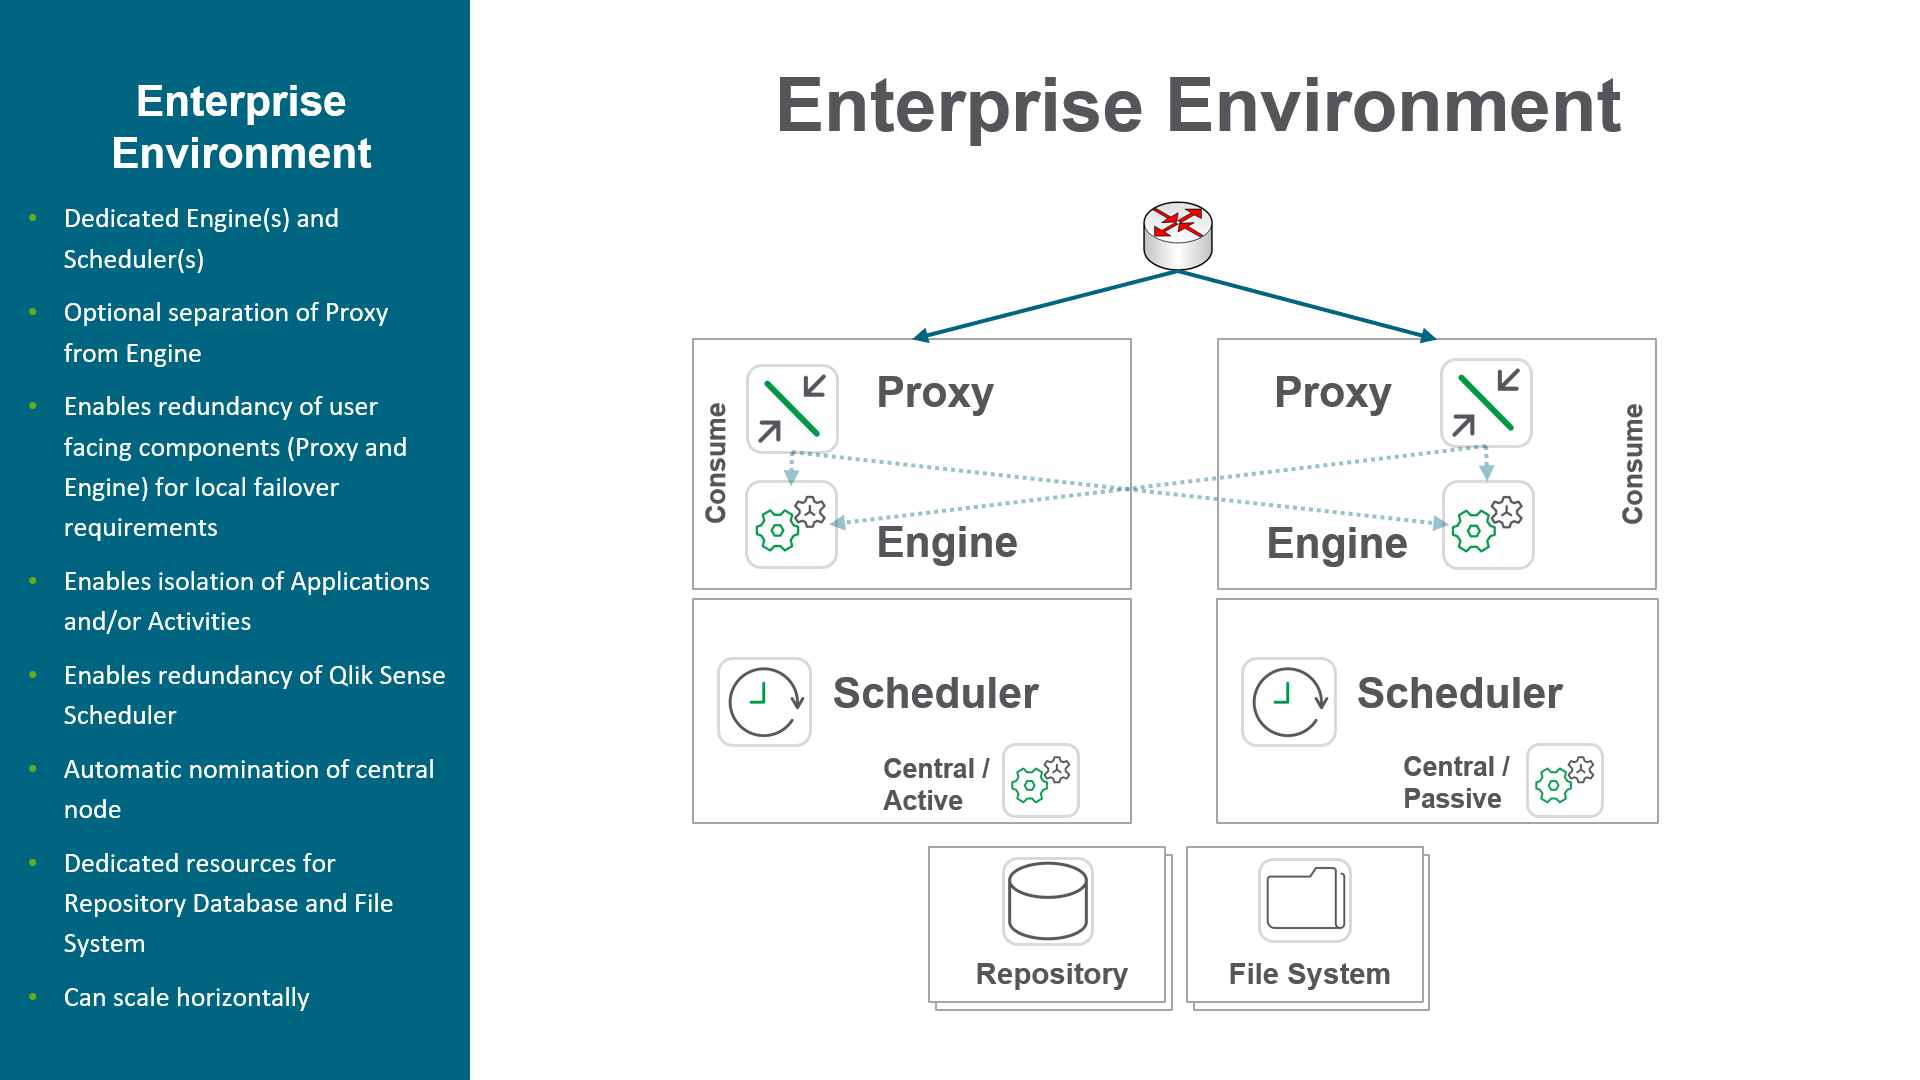 Enterprise
Environment
• Dedicated Engine(s) and
Scheduler(s)
• Optional separation of Proxy
from Engine
• Enables redundancy of user
facing components (Proxy and
Engine) for local failover
requirements
• Enables isolation of Applications
and/or Activities
• Enables redundancy of Qlik Sense
Scheduler
• Automatic nomination of central
node
• Dedicated resources for
Repository Database and File
System
• Can scale horizontally
Enterprise Environment
Consume
Proxy
Engine
Proxy
Engine
Consume
Scheduler
Central /
Active
Scheduler
Central /
Passive
Repository
File System